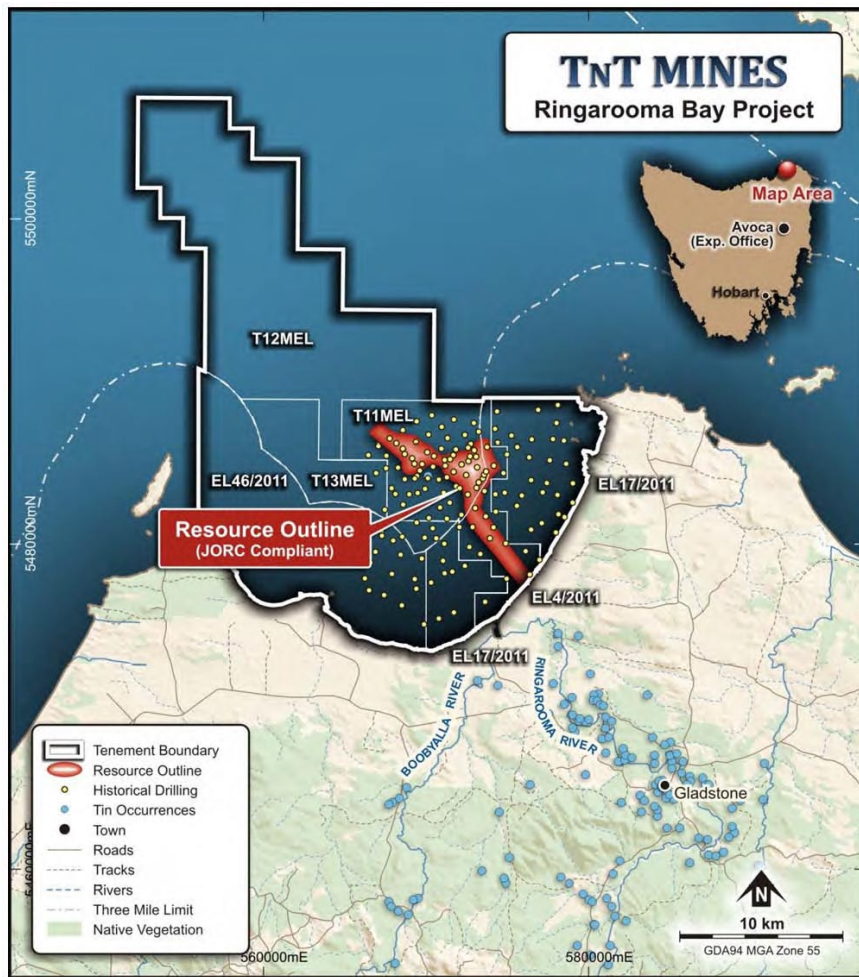 TNT MINES
Ringarooma Bay Project
Map Area
Avoca
(Exp. Office)
Hobart
5500000mN
T12MEL
T11MEL
EL46/2011
T13MEL
EL17/2011
Resource Outline
(JORC Compliant)
5480000mN
EL4/2011
EL17/2011
BOOBYALLA RIVER
RINGAROOMA RIVER
Gladstone
Tenement Boundary
Resource Outline
Historical Drilling
Tin Occurrences
Town
Roads
Tracks
Rivers
Three Mile Limit
Native Vegetation
5460000mN
N
10 km
GDA94 MGA Zone 55
560000mE
580000mE